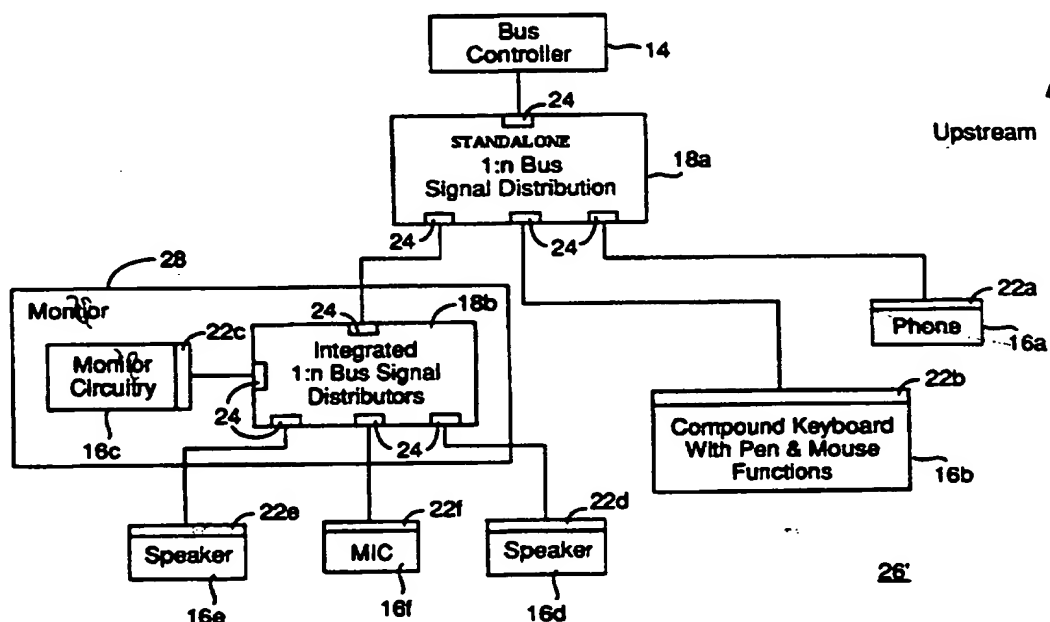 Bus
Controller
14
24
Upstream
STANDALONE
1:n Bus
Signal Distribution
18a
24
24
28
Monitor
22c
24
18b
22a
Phone
16a
Monitor
Circuitry
Integrated
1:n Bus Signal
Distributors
22b
24
16c
24
Compound Keyboard
With Pen & Mouse
Functions
16b
22e
Speaker
16e
22f
MIC
16f
22d
Speaker
16d
26'